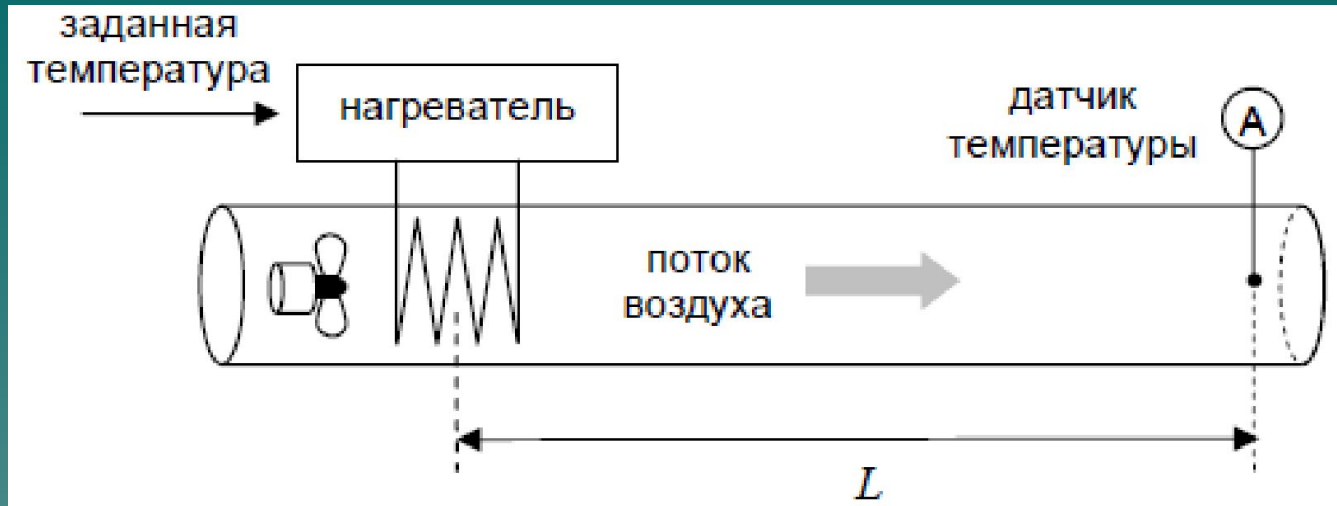 заданная
температура
нагреватель
датчик
температуры
A
поток
воздуха
L